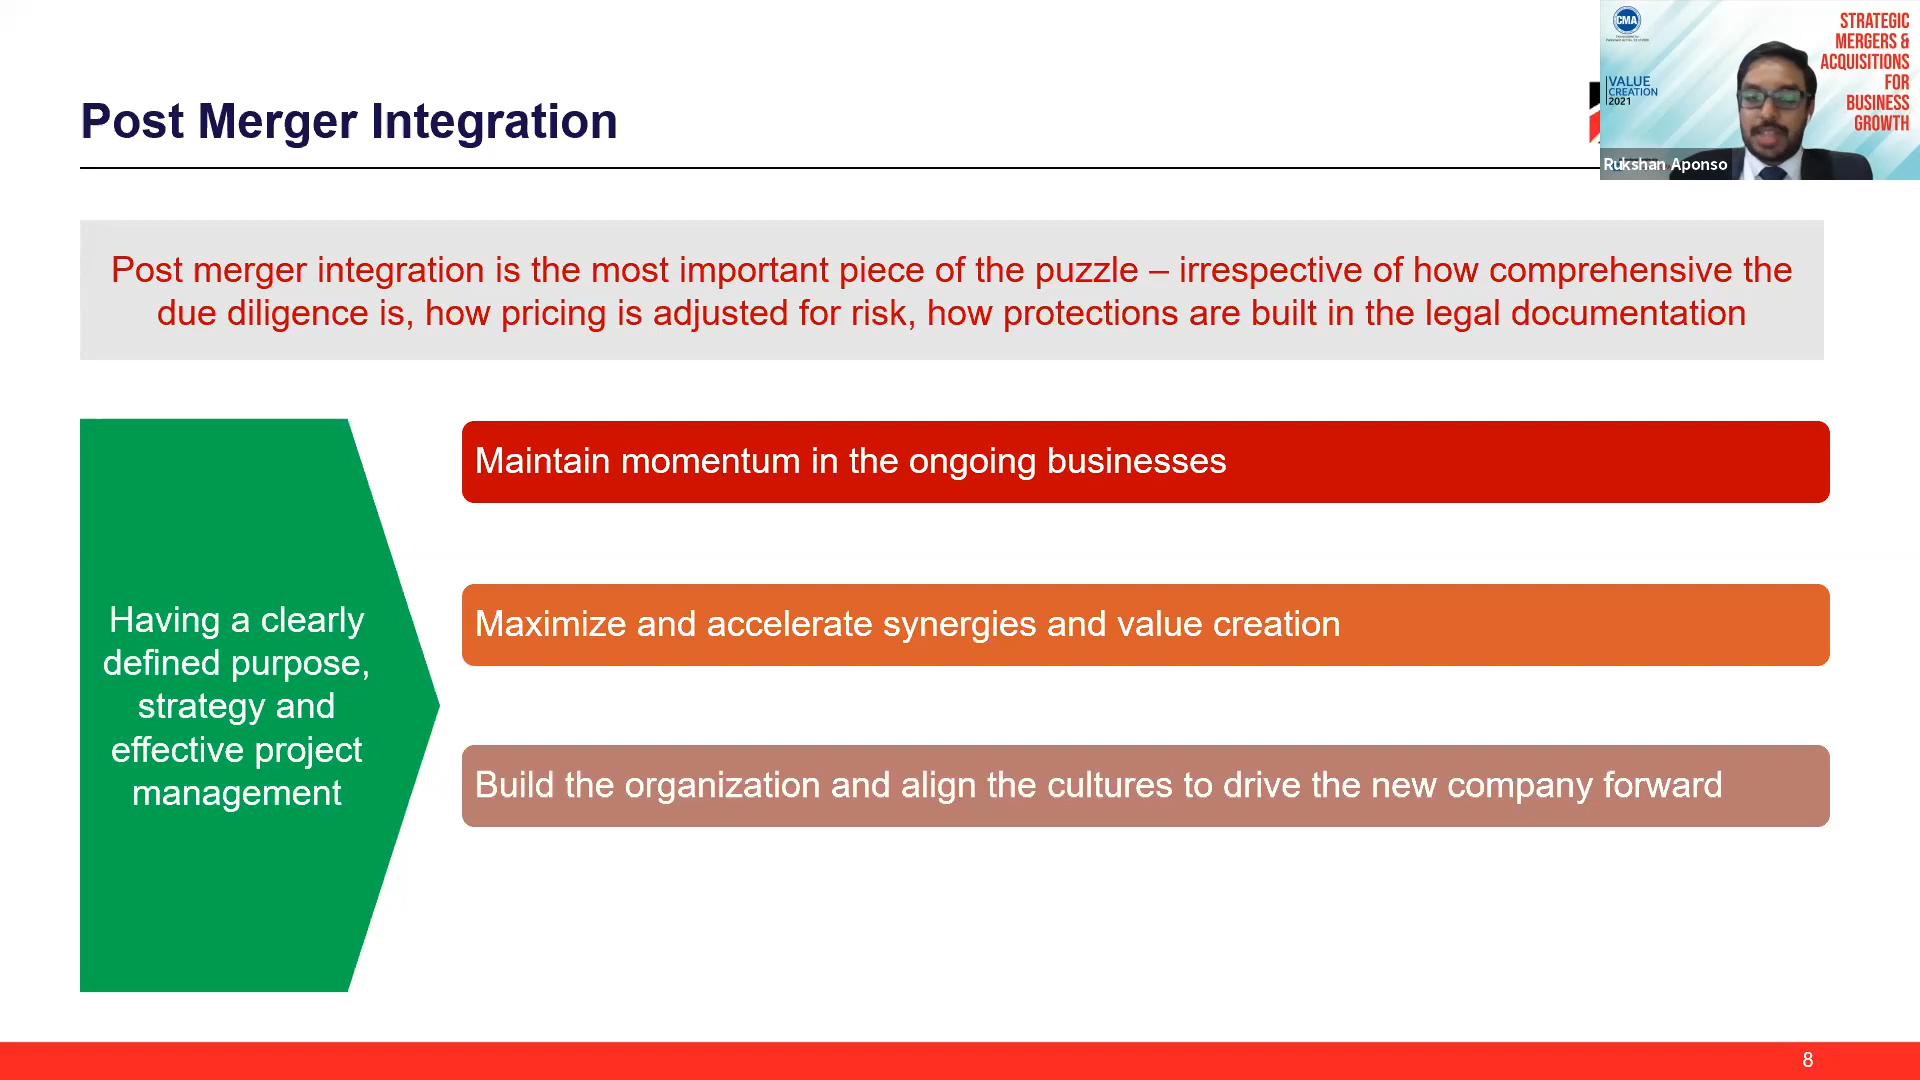 Post Merger Integration
CMA
VALUE
CREATION
2021
STRATEGIC
MERGERS &
ACQUISITIONS
FOR
BUSINESS
GROWTH
Rukshan Aponso
Post merger integration is the most important piece of the puzzle – irrespective of how comprehensive the
due diligence is, how pricing is adjusted for risk, how protections are built in the legal documentation
Having a clearly
defined purpose,
strategy and
effective project
management
Maintain momentum in the ongoing businesses
Maximize and accelerate synergies and value creation
Build the organization and align the cultures to drive the new company forward
8